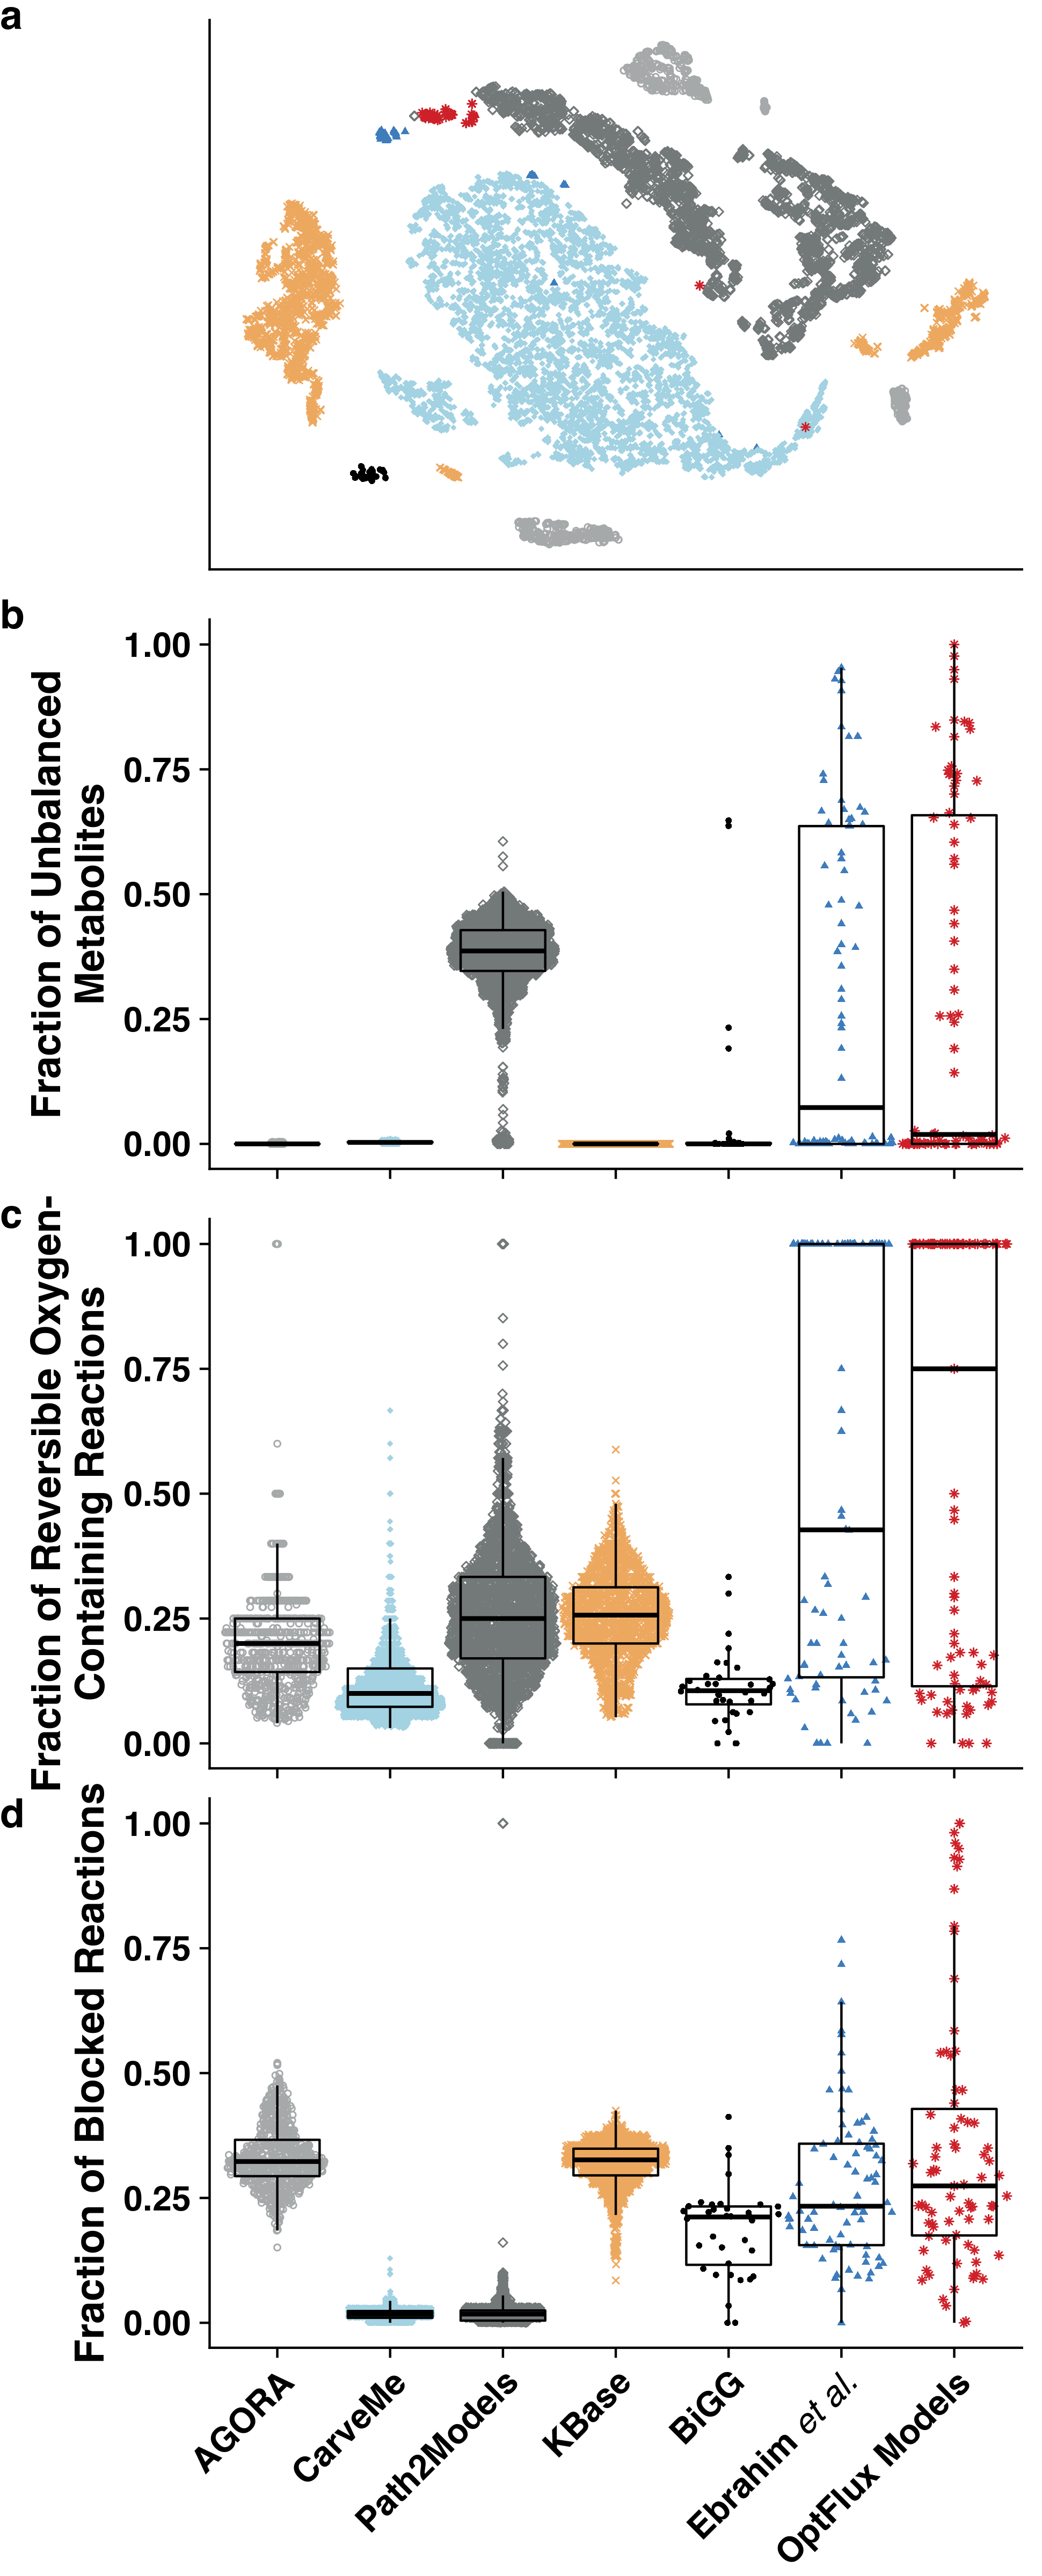 a
b
Fraction of Unbalanced
Metabolites
1.00
0.75
0.50
0.25
0.00
c
Fraction of Reversible Oxygen-
Containing Reactions
1.00
0.75
0.50
0.25
0.00
d
Fraction of Blocked Reactions
1.00
0.75
0.50
0.25
0.00
AGORA
CarveMe
Path2Models
KBase
BiGG
Ebrahim et al.
OptFlux Models